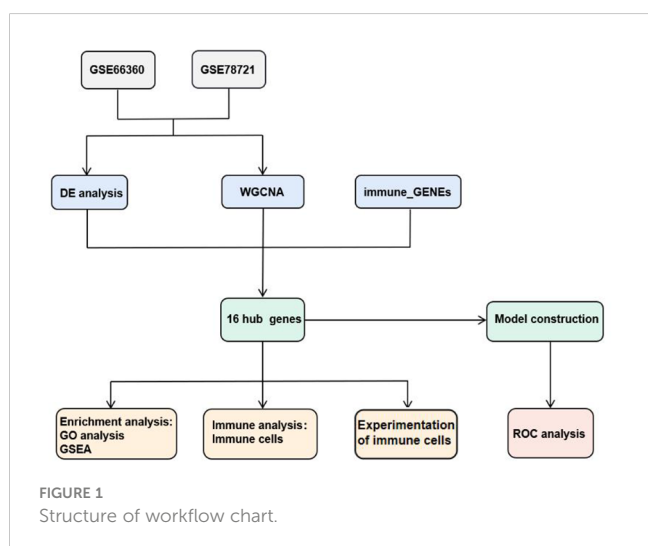 GSE66360
GSE78721
DE analysis
WGCNA
immune_GENEs
16 hub genes
Model construction
Enrichment analysis:
GO analysis
GSEA
Immune analysis:
Immune cells
Experimentation
of immune cells
ROC analysis
FIGURE 1
Structure of workflow chart.